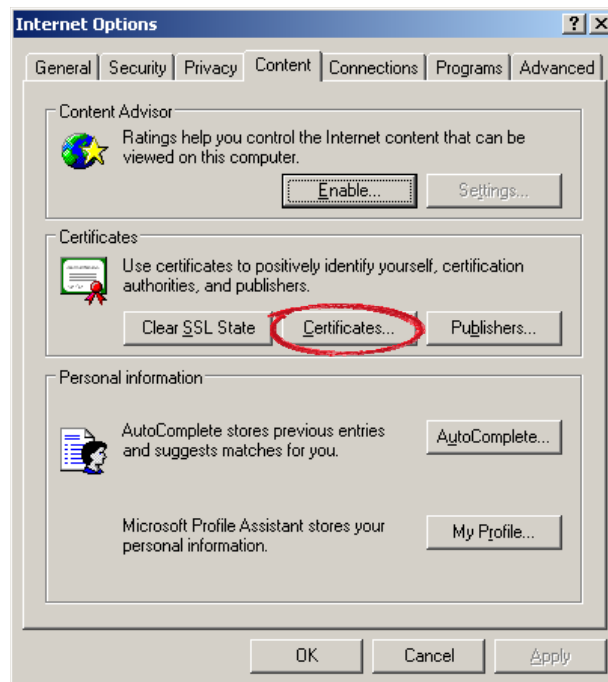 Internet Options
General Security Privacy Content Connections Programs Advanced
Content Advisor
Ratings help you control the Internet content that can be
viewed on this computer.
Enable... Settings...
Certificates
Use certificates to positively identify yourself, certification
authorities, and publishers.
Clear SSL State Certificates... Publishers...
Personal information
AutoComplete stores previous entries
and suggests matches for you.
AutoComplete...
Microsoft Profile Assistant stores your
personal information.
My Profile...
OK Cancel Apply